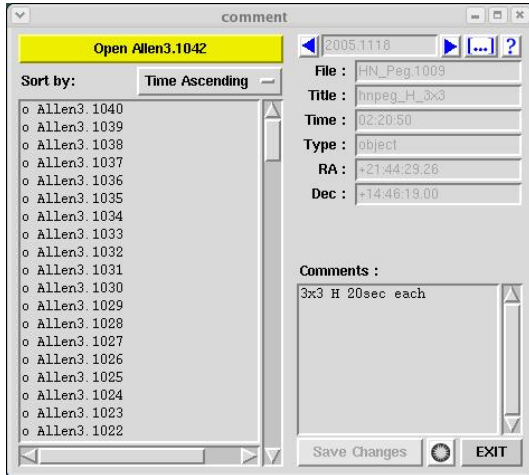 comment
Open Allen3.1042
Sort by: Time Ascending
o Allen3.1040
o Allen3.1039
o Allen3.1038
o Allen3.1037
o Allen3.1036
o Allen3.1035
o Allen3.1034
o Allen3.1033
o Allen3.1032
o Allen3.1031
o Allen3.1030
o Allen3.1029
o Allen3.1028
o Allen3.1027
o Allen3.1026
o Allen3.1025
o Allen3.1024
o Allen3.1023
o Allen3.1022
2005.1118 [...] ?
File : HN_Peg.1009
Title : hnpeg_H_3x3
Time : 02:20:50
Type : object
RA : +21:44:29.26
Dec : +14:46:19.00
Comments :
3x3 H 20sec each
Save Changes EXIT